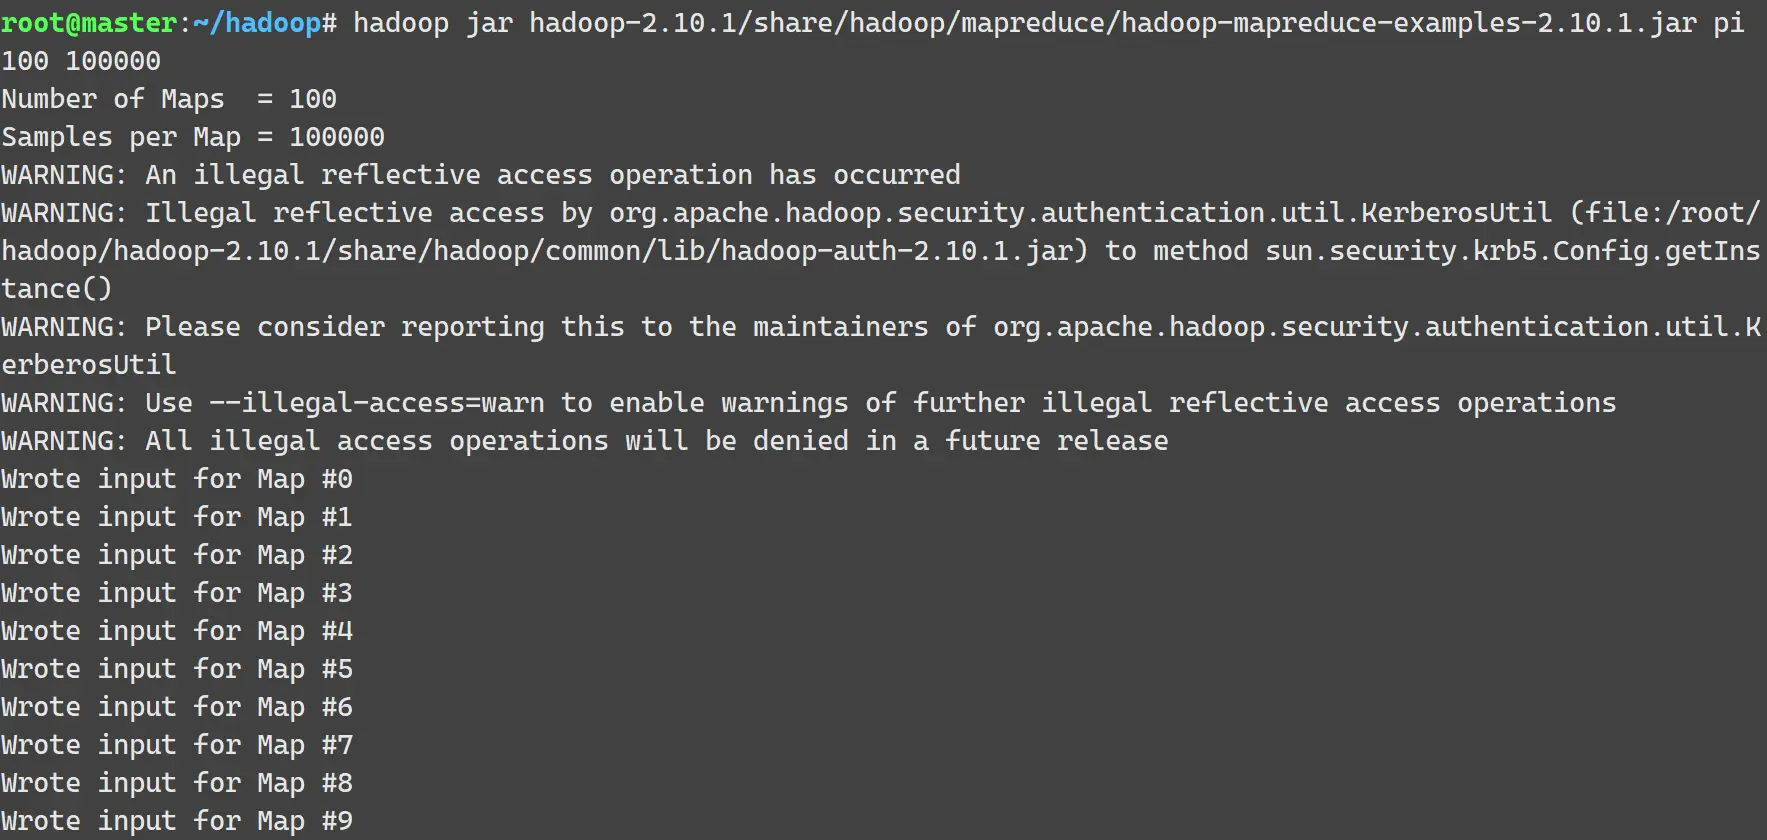 root@master:~/hadoop# hadoop jar hadoop-2.10.1/share/hadoop/mapreduce/hadoop-mapreduce-examples-2.10.1.jar pi
100 100000
Number of Maps  = 100
Samples per Map = 100000
WARNING: An illegal reflective access operation has occurred
WARNING: Illegal reflective access by org.apache.hadoop.security.authentication.util.KerberosUtil (file:/root/
hadoop/hadoop-2.10.1/share/hadoop/common/lib/hadoop-auth-2.10.1.jar) to method sun.security.krb5.Config.getIns
tance()
WARNING: Please consider reporting this to the maintainers of org.apache.hadoop.security.authentication.util.K
erberosUtil
WARNING: Use --illegal-access=warn to enable warnings of further illegal reflective access operations
WARNING: All illegal access operations will be denied in a future release
Wrote input for Map #0
Wrote input for Map #1
Wrote input for Map #2
Wrote input for Map #3
Wrote input for Map #4
Wrote input for Map #5
Wrote input for Map #6
Wrote input for Map #7
Wrote input for Map #8
Wrote input for Map #9